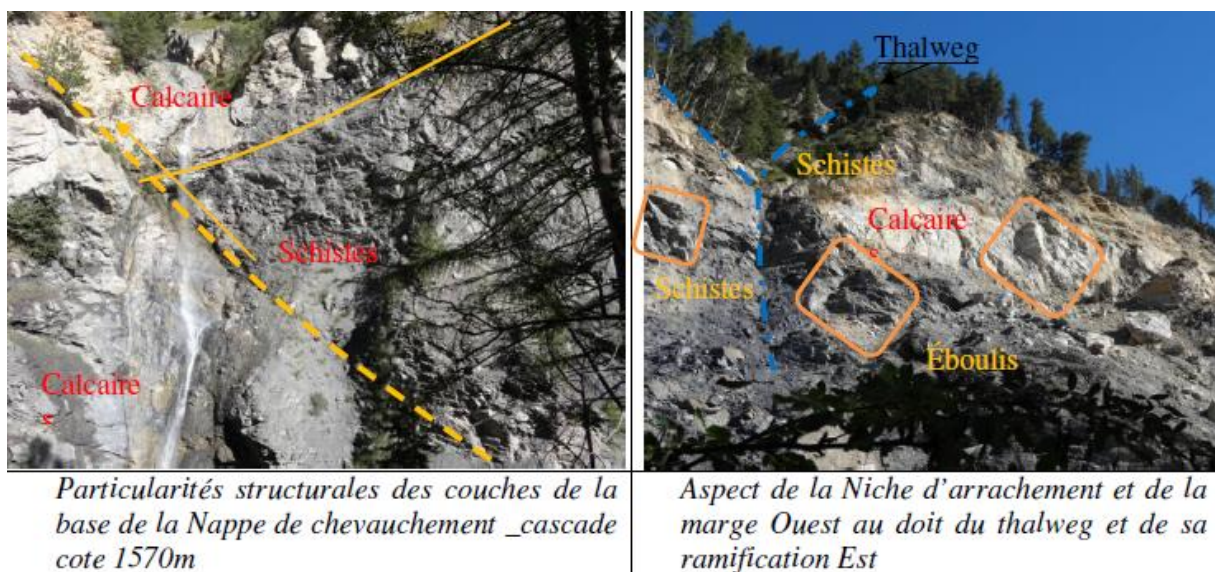 Calcaire
Schistes
Calcaire
s
Thalweg
Schistes
Calcaire
s
Schistes
Éboulis
Particularités structurales des couches de la
base de la Nappe de chevauchement _cascade
cote 1570m
Aspect de la Niche d'arrachement et de la
marge Ouest au doit du thalweg et de sa
ramification Est